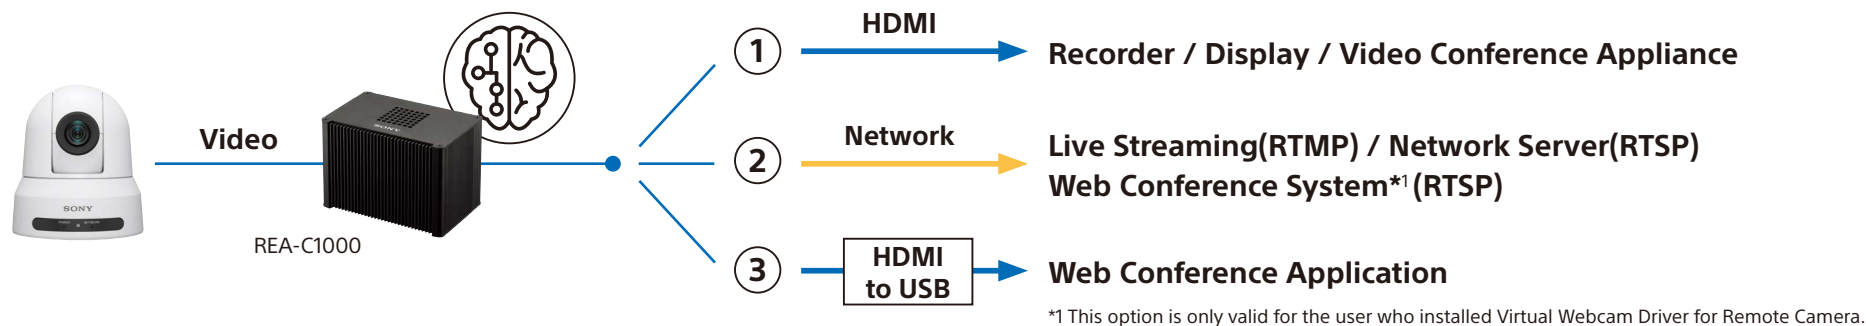 HDMI
1
Recorder / Display / Video Conference Appliance
SONY
Video
Network
2
Live Streaming(RTMP) / Network Server(RTSP)
Web Conference System*1 (RTSP)
SONY
REA-C1000
3
HDMI
to USB
Web Conference Application
*1 This option is only valid for the user who installed Virtual Webcam Driver for Remote Camera.